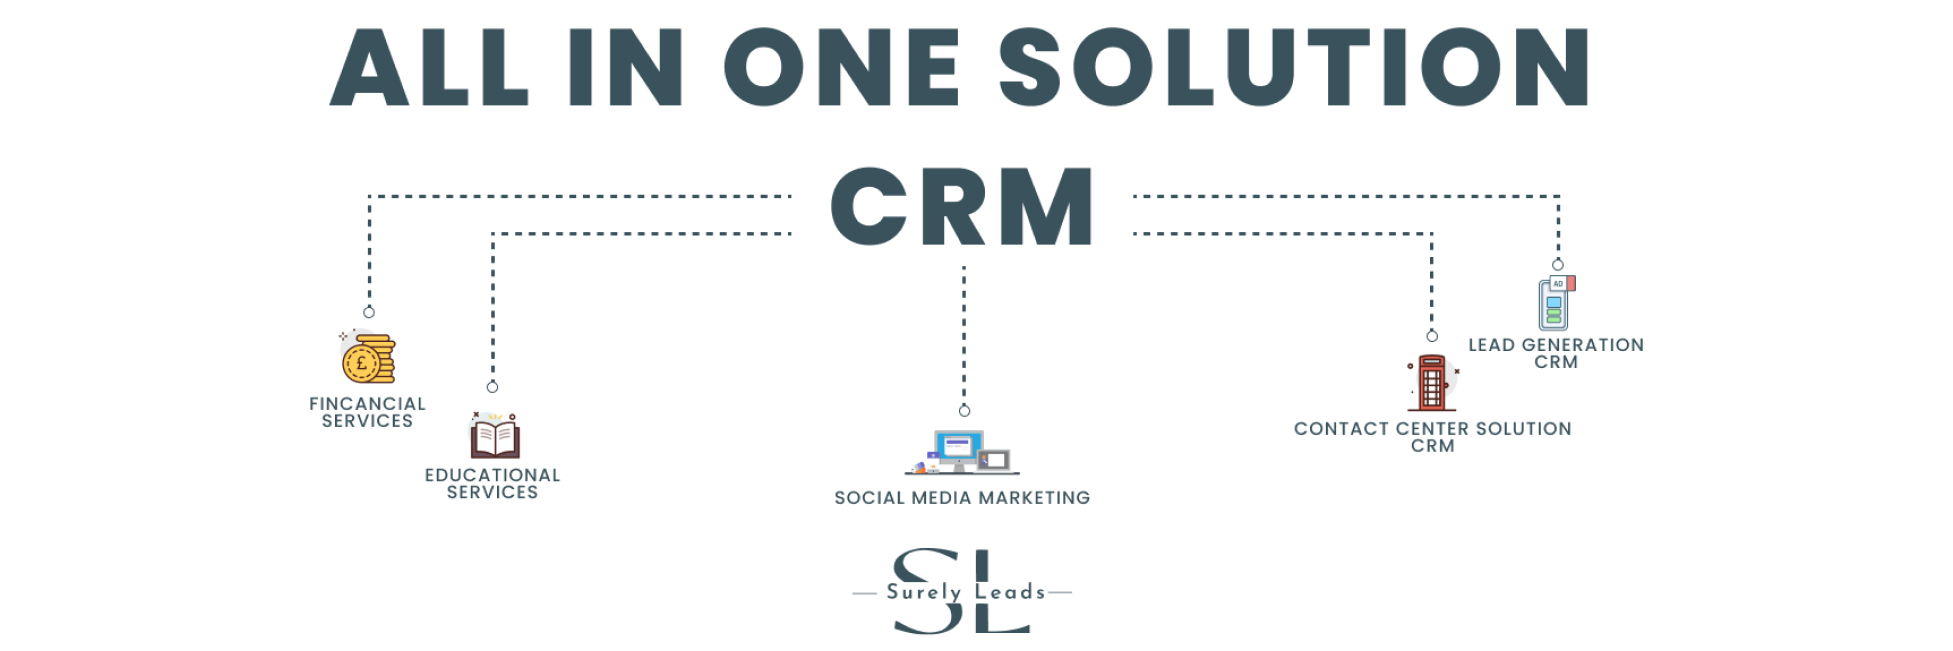 ALL IN ONE SOLUTION
CRM
FINCANCIAL
SERVICES
EDUCATIONAL
SERVICES
SOCIAL MEDIA MARKETING
CONTACT CENTER SOLUTION
CRM
AD
LEAD GENERATION
CRM
£
SL
Surely Leads